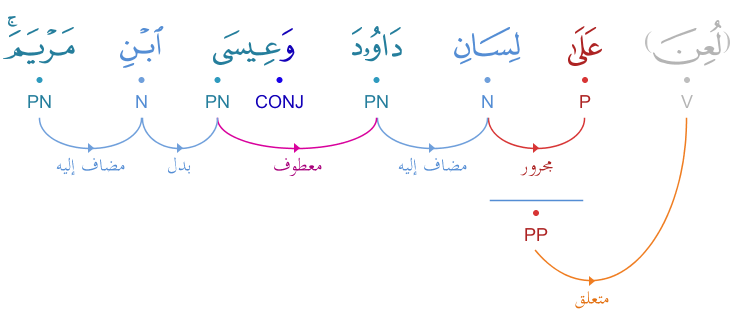 (لُعِنَ) عَلَىٰ لِسَانِ دَاوُۥدَ وَعِيسَى ٱبْنِ مَرْيَمَ ۚ
V P N PN CONJ PN N PN
مجرور مضاف إليه معطوف بدل مضاف إليه
PP
متعلق